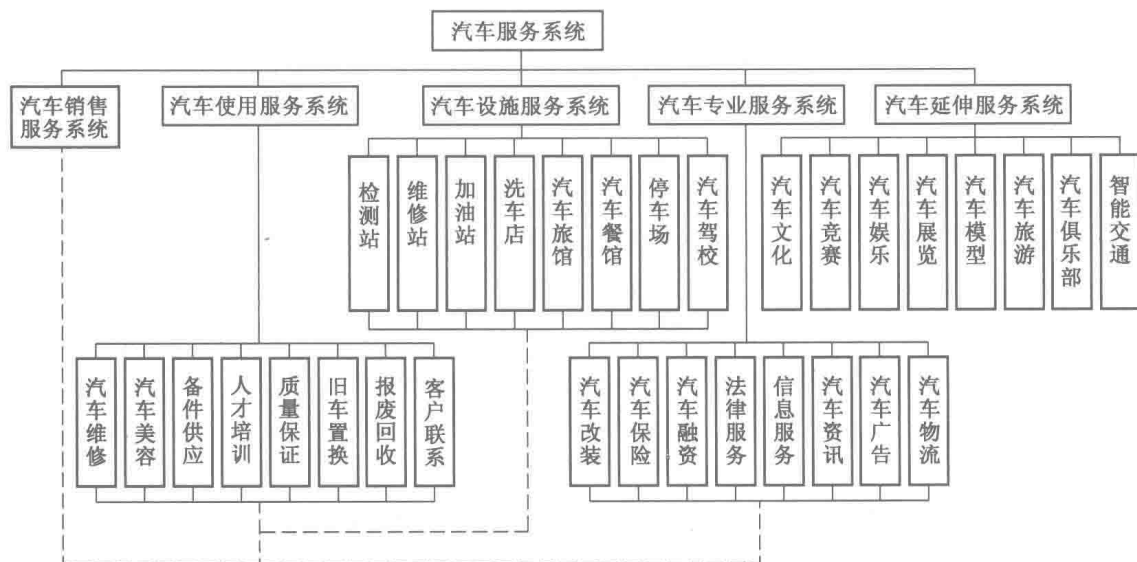 汽车服务系统
汽车销售
服务系统
汽车使用服务系统
汽车设施服务系统
汽车专业服务系统
汽车延伸服务系统
检测站
维修站
加油站
洗车店
汽车旅馆
汽车餐馆
停车场
汽车驾校
汽车文化
汽车竞赛
汽车娱乐
汽车展览
汽车模型
汽车旅游
汽车俱乐部
智能交通
汽车维修
汽车美容
备件供应
人才培训
质量保证
旧车置换
报废回收
客户联系
汽车改装
汽车保险
汽车融资
法律服务
信息服务
汽车资讯
汽车广告
汽车物流